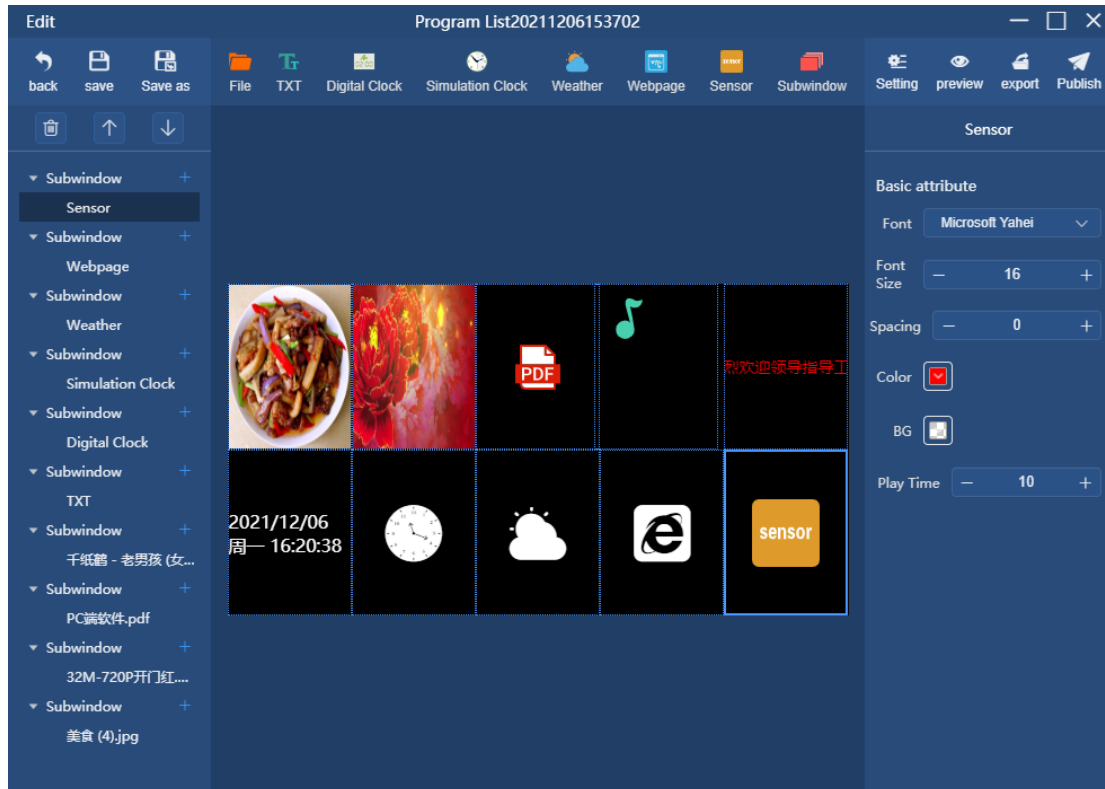 Edit
Program List20211206153702
back
save
Save as
File
TXT
Digital Clock
Simulation Clock
Weather
Webpage
Sensor
Subwindow
Setting
preview
export
Publish
Subwindow
Sensor
Subwindow
Webpage
Subwindow
Weather
Subwindow
Simulation Clock
Subwindow
Digital Clock
Subwindow
TXT
Subwindow
千纸鹤 - 老男孩 (女...
Subwindow
PC端软件.pdf
Subwindow
32M-720P开门红....
Subwindow
美食 (4).jpg
PDF
烈欢迎领导指导工
2021/12/06
周一 16:20:38
sensor
Sensor
Basic attribute
Font
Microsoft Yahei
Font
Size
16
Spacing
0
Color
BG
Play Time
10